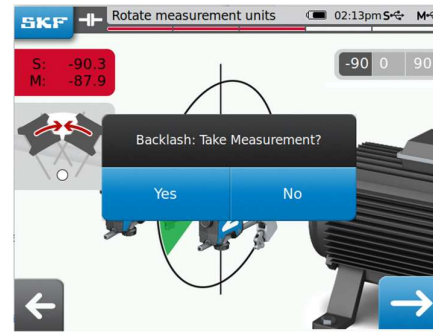 SKF
Rotate measurement units
02:13pm S M
S: -90.3
M: -87.9
-90 0 90
Backlash: Take Measurement?
Yes No